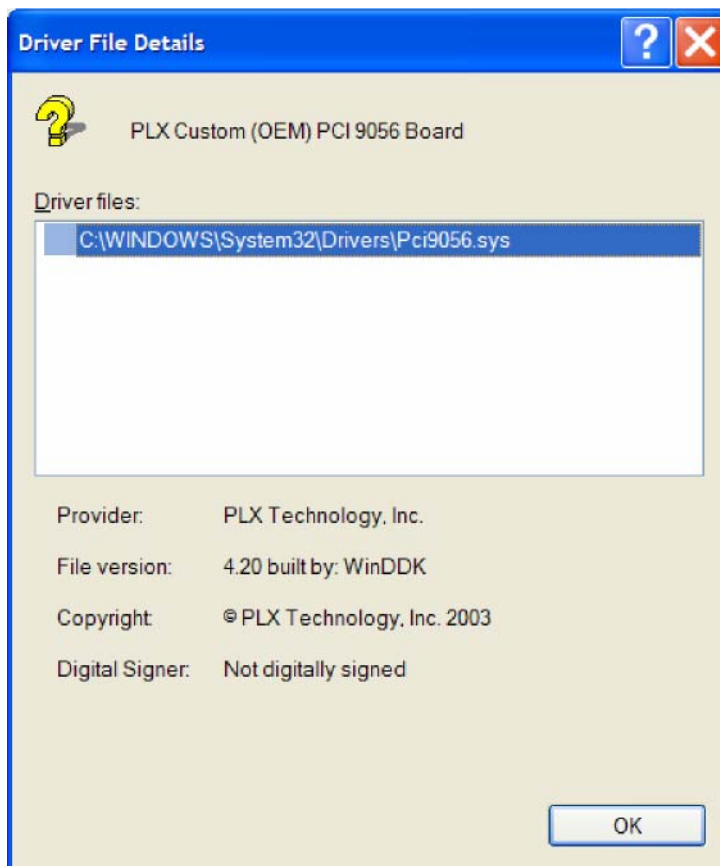 Driver File Details
PLX Custom (OEM) PCI 9056 Board
Driver files:
C:\WINDOWS\System32\Drivers\Pci9056.sys
Provider: PLX Technology, Inc.
File version: 4.20 built by: WinDDK
Copyright: © PLX Technology, Inc. 2003
Digital Signer: Not digitally signed
OK